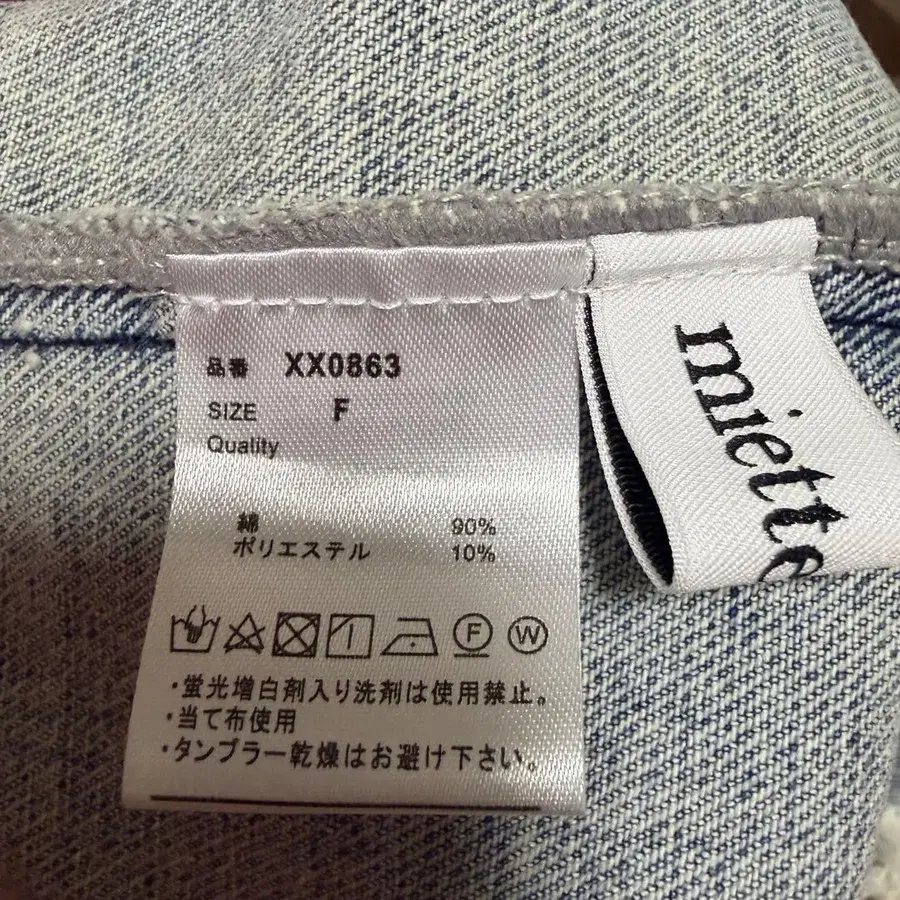 品番 XX0863
SIZE F
Quality
綿 90%
ポリエステル 10%
F W
・蛍光増白剤入り洗剤は使用禁止。
・当て布使用
・タンブラー乾燥はお避け下さい。
miette